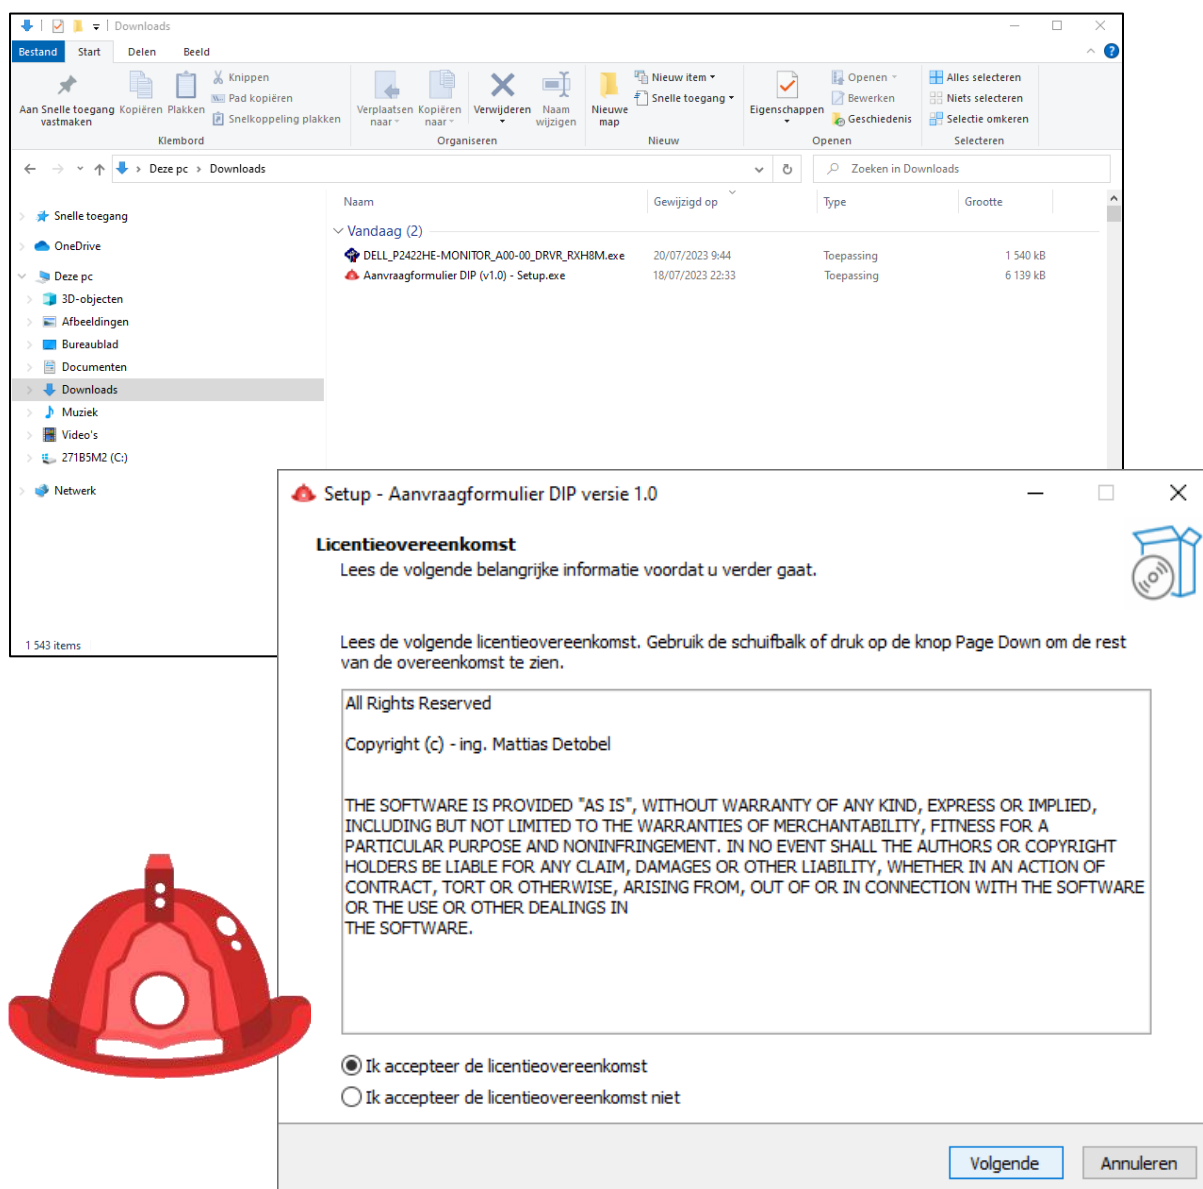 Downloads
Bestand Start Delen Beeld
Aan Snelle toegang vastmaken
Kopiëren
Plakken
Knippen
Pad kopiëren
Snelkoppeling plakken
Klembord
Verplaatsen naar
Kopiëren naar
Verwijderen
Naam wijzigen
Organiseren
Nieuwe map
Nieuw item
Snelle toegang
Nieuw
Eigenschappen
Openen
Bewerken
Geschiedenis
Openen
Alles selecteren
Niets selecteren
Selectie omkeren
Selecteren
Deze pc › Downloads
Zoeken in Downloads
Snelle toegang
OneDrive
Deze pc
3D-objecten
Afbeeldingen
Bureaublad
Documenten
Downloads
Muziek
Video's
271B5M2 (C:)
Netwerk
1 543 items
Naam Gewijzigd op Type Grootte
Vandaag (2)
DELL_P2422HE-MONITOR_A00-00_DRVR_RXH8M.exe 20/07/2023 9:44 Toepassing 1 540 kB
Aanvraagformulier DIP (v1.0) - Setup.exe 18/07/2023 22:33 Toepassing 6 139 kB
Setup - Aanvraagformulier DIP versie 1.0
Licentieovereenkomst
Lees de volgende belangrijke informatie voordat u verder gaat.
Lees de volgende licentieovereenkomst. Gebruik de schuifbalk of druk op de knop Page Down om de rest
van de overeenkomst te zien.
All Rights Reserved
Copyright (c) - ing. Mattias Detobel
THE SOFTWARE IS PROVIDED "AS IS", WITHOUT WARRANTY OF ANY KIND, EXPRESS OR IMPLIED,
INCLUDING BUT NOT LIMITED TO THE WARRANTIES OF MERCHANTABILITY, FITNESS FOR A
PARTICULAR PURPOSE AND NONINFRINGEMENT. IN NO EVENT SHALL THE AUTHORS OR COPYRIGHT
HOLDERS BE LIABLE FOR ANY CLAIM, DAMAGES OR OTHER LIABILITY, WHETHER IN AN ACTION OF
CONTRACT, TORT OR OTHERWISE, ARISING FROM, OUT OF OR IN CONNECTION WITH THE SOFTWARE
OR THE USE OR OTHER DEALINGS IN
THE SOFTWARE.
Ik accepteer de licentieovereenkomst
Ik accepteer de licentieovereenkomst niet
Volgende
Annuleren